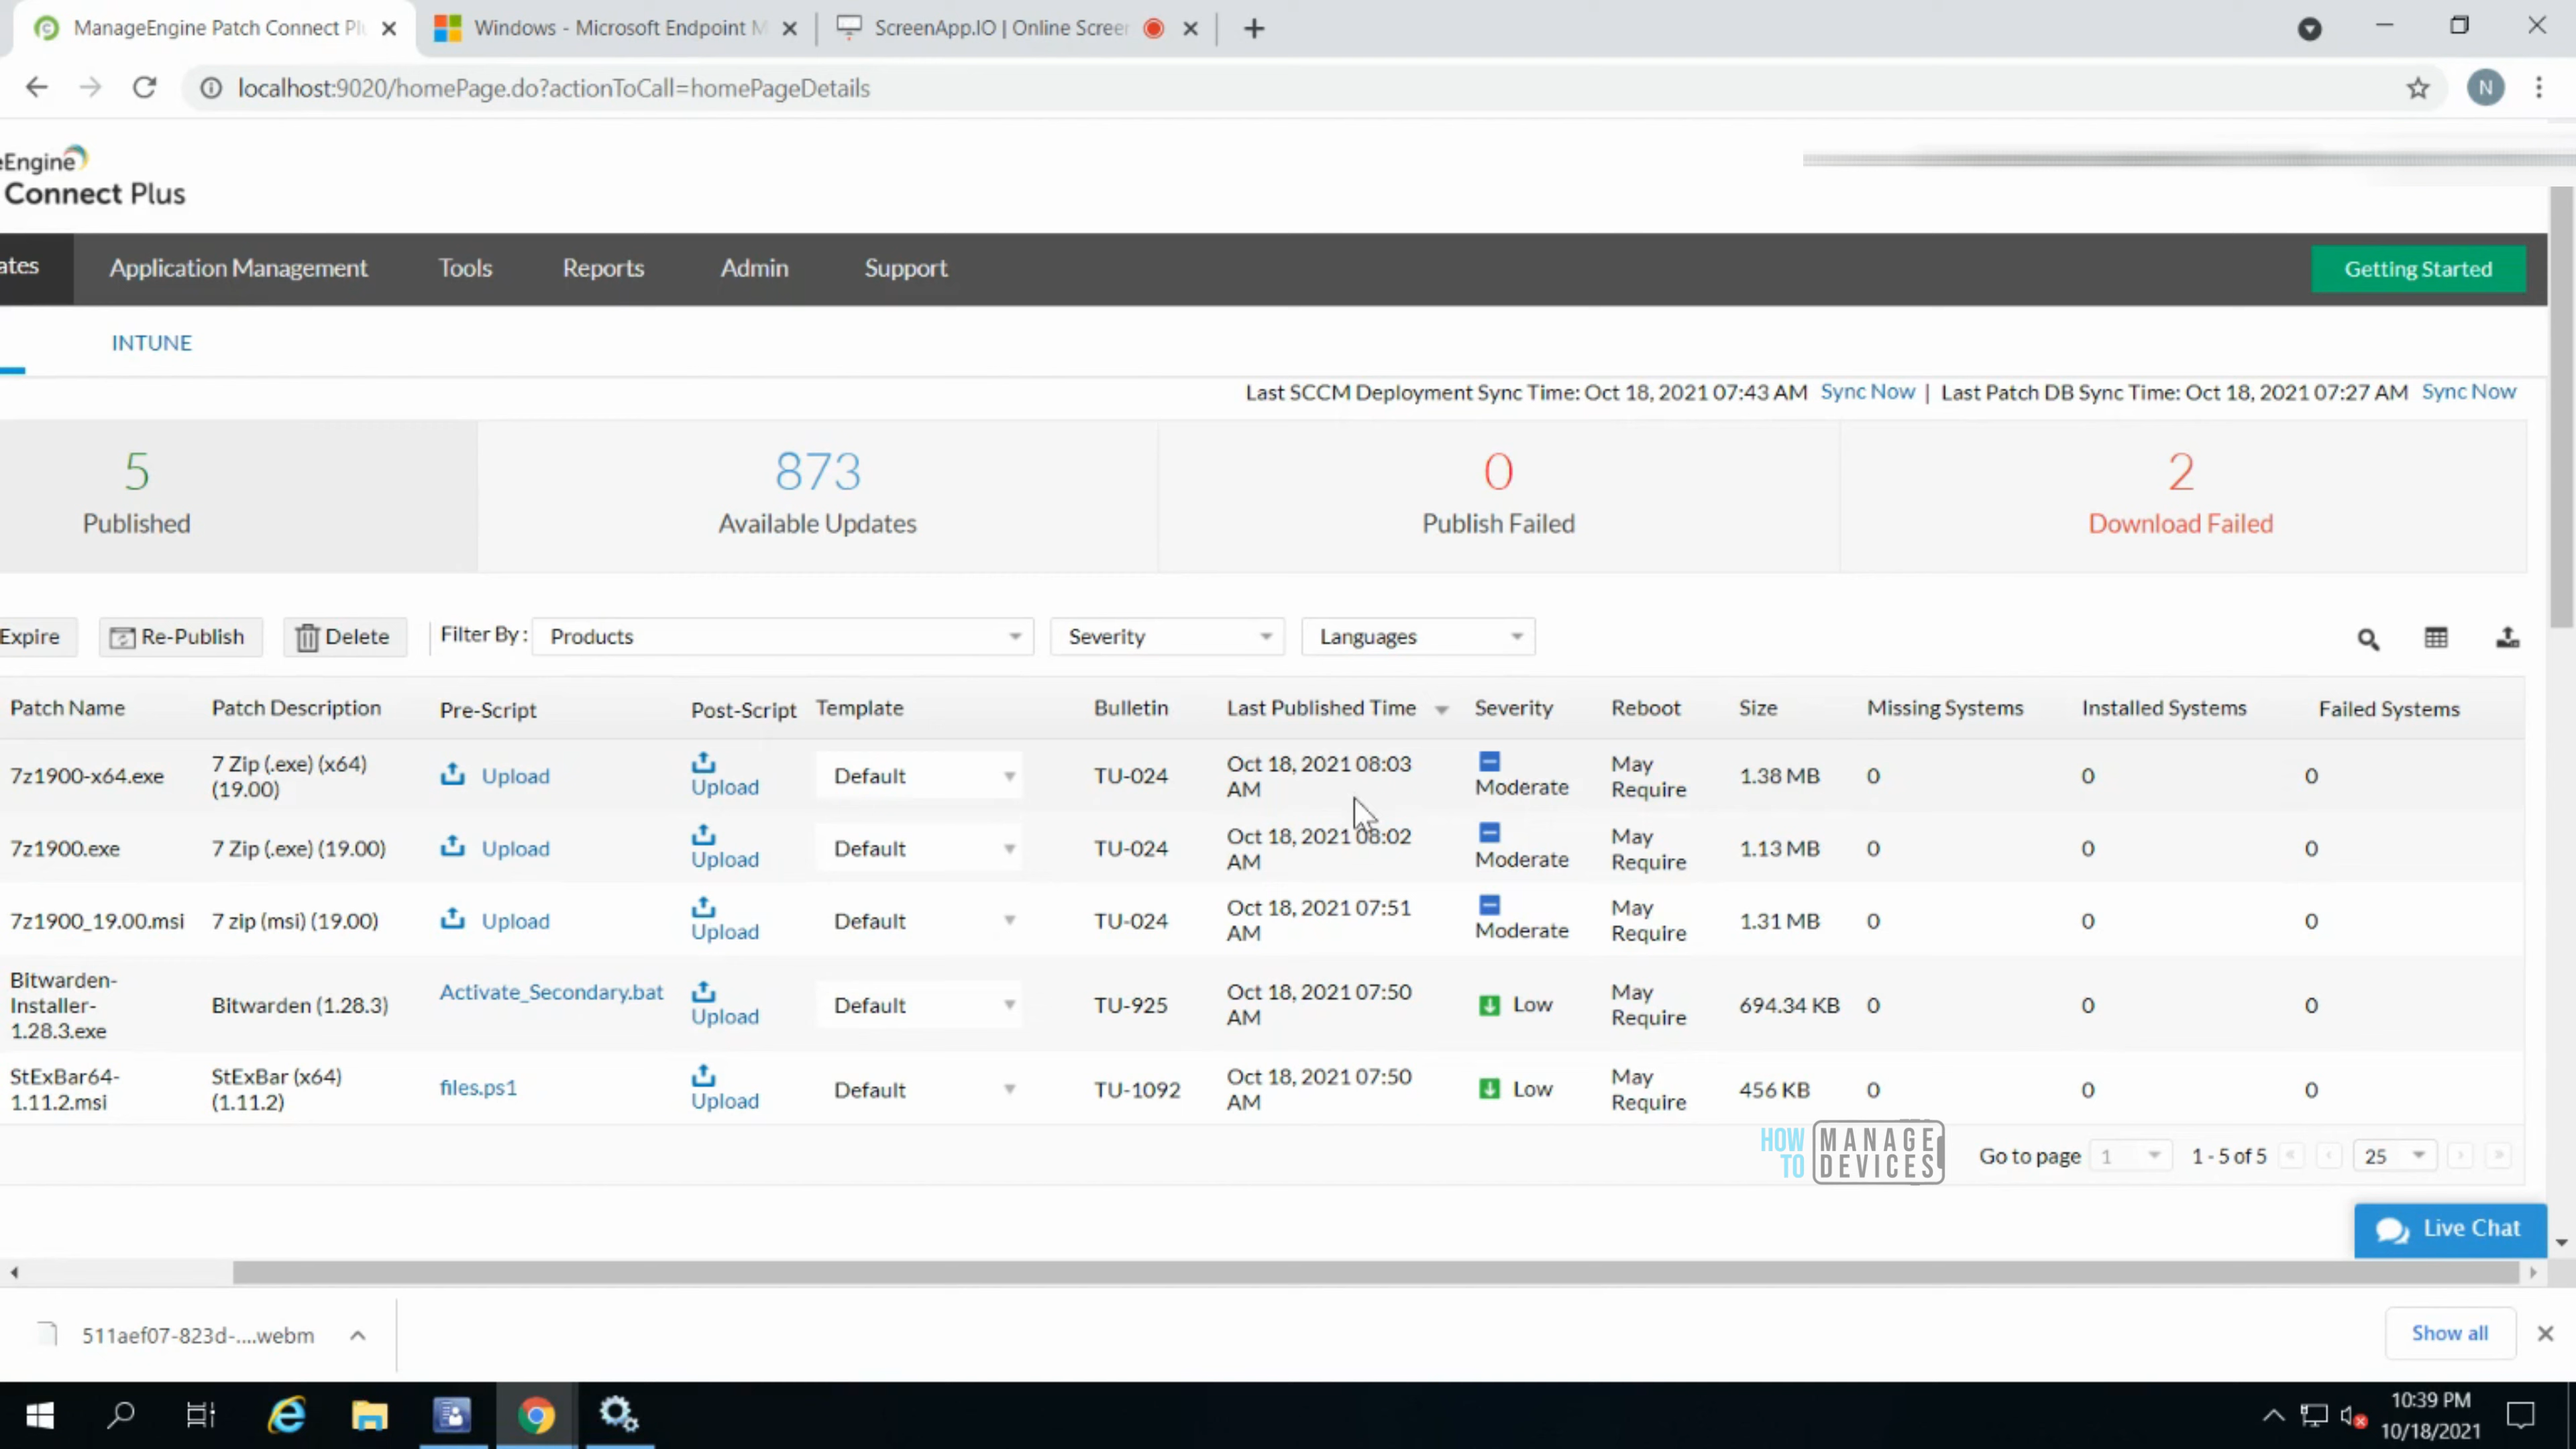 ManageEngine Patch Connect Pl
Windows - Microsoft Endpoint M
ScreenApp.IO | Online Screen
localhost:9020/homePage.do?actionToCall=homePageDetails
N
eEngine
Connect Plus
ates
Application Management
Tools
Reports
Admin
Support
Getting Started
INTUNE
Last SCCM Deployment Sync Time: Oct 18, 2021 07:43 AM Sync Now | Last Patch DB Sync Time: Oct 18, 2021 07:27 AM Sync Now
5
Published
873
Available Updates
0
Publish Failed
2
Download Failed
Expire
Re-Publish
Delete
Filter By :
Products
Severity
Languages
Patch Name Patch Description Pre-Script Post-Script Template Bulletin Last Published Time Severity Reboot Size Missing Systems Installed Systems Failed Systems
7z1900-x64.exe
7 Zip (.exe) (x64)
(19.00)
Upload
Upload
Default
TU-024
Oct 18, 2021 08:03
AM
Moderate
May
Require
1.38 MB
0
0
0
7z1900.exe
7 Zip (.exe) (19.00)
Upload
Upload
Default
TU-024
Oct 18, 2021 08:02
AM
Moderate
May
Require
1.13 MB
0
0
0
7z1900_19.00.msi
7 zip (msi) (19.00)
Upload
Upload
Default
TU-024
Oct 18, 2021 07:51
AM
Moderate
May
Require
1.31 MB
0
0
0
Bitwarden-
Installer-
1.28.3.exe
Bitwarden (1.28.3)
Activate_Secondary.bat
Upload
Default
TU-925
Oct 18, 2021 07:50
AM
Low
May
Require
694.34 KB
0
0
0
StExBar64-
1.11.2.msi
StExBar (x64)
(1.11.2)
files.ps1
Upload
Default
TU-1092
Oct 18, 2021 07:50
AM
Low
May
Require
456 KB
0
0
0
HOW
TO
MANAGE
DEVICES
Go to page 1 1 - 5 of 5 25
Live Chat
511aef07-823d-....webm
Show all
10:39 PM
10/18/2021